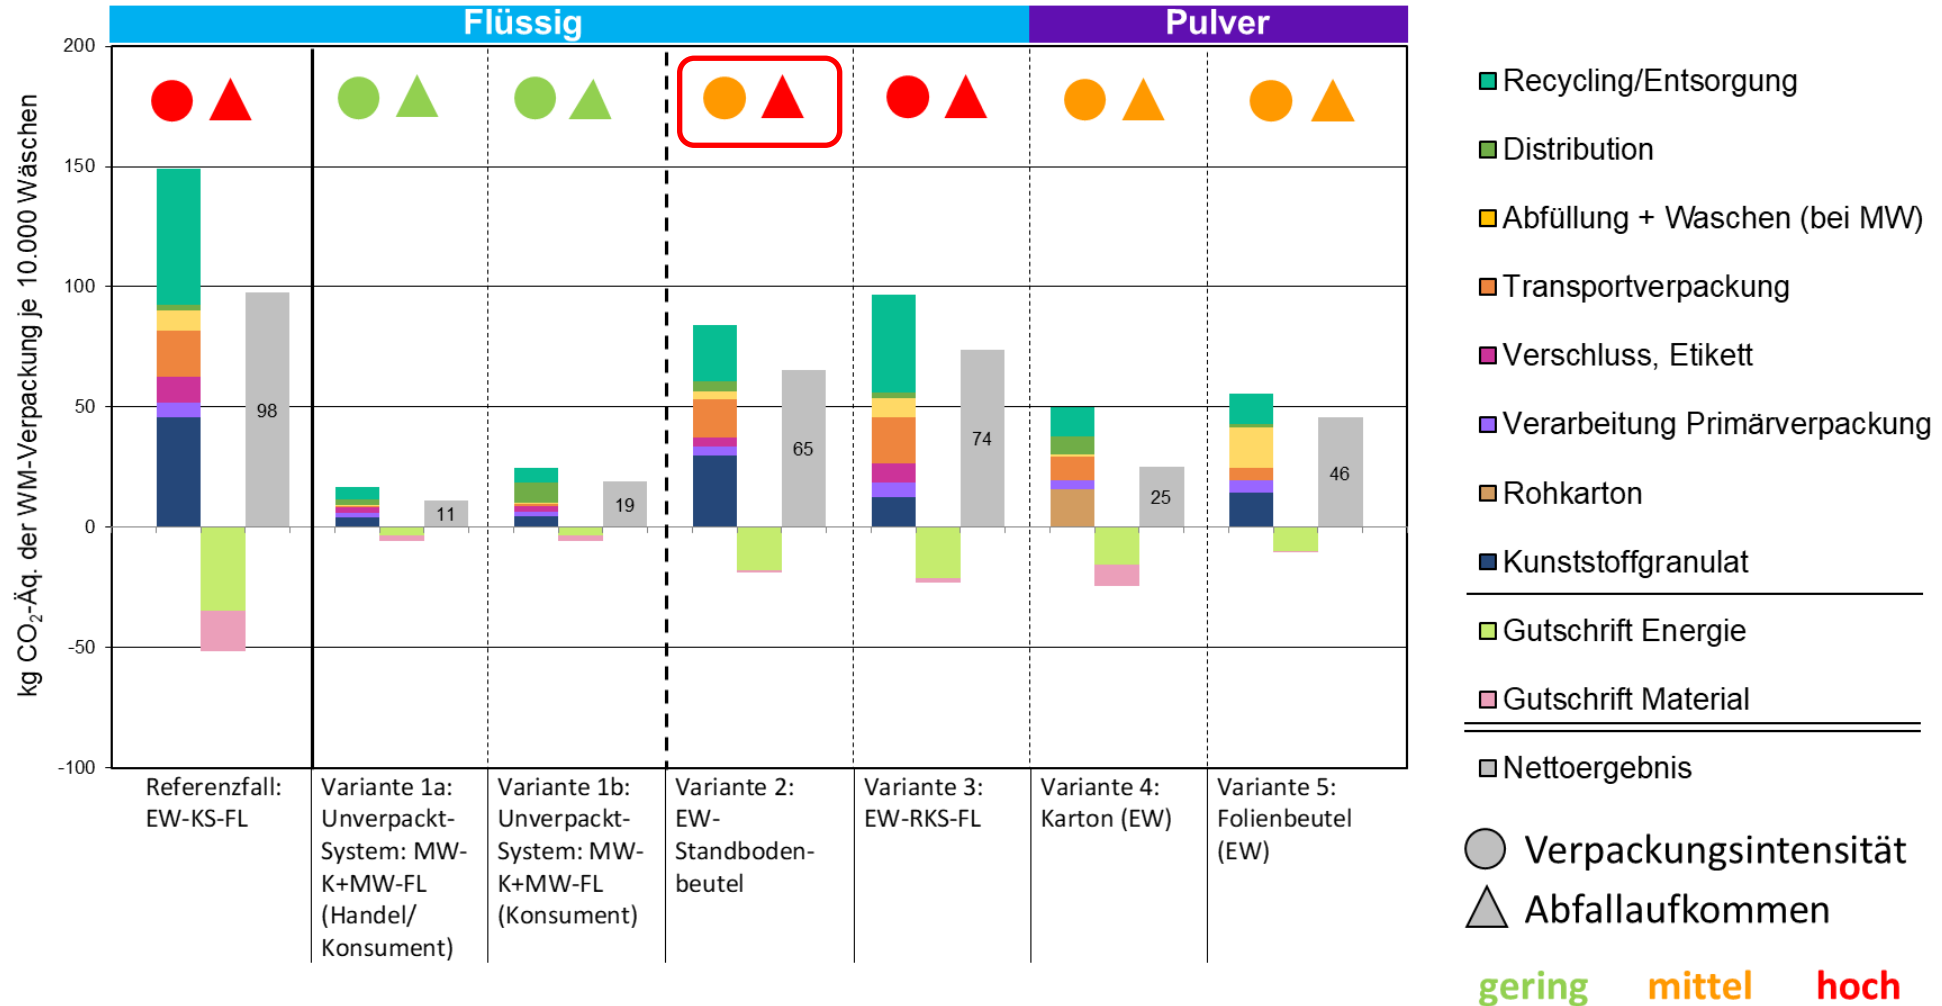 Flüssig
Pulver
kg CO₂-Äq. der WM-Verpackung je 10.000 Wäschen
200
150
100
50
0
-50
-100
98
11
19
65
74
25
46
Referenzfall:
EW-KS-FL
Variante 1a:
Unverpackt-
System: MW-
K+MW-FL
(Handel/
Konsument)
Variante 1b:
Unverpackt-
System: MW-
K+MW-FL
(Konsument)
Variante 2:
EW-
Standboden-
beutel
Variante 3:
EW-RKS-FL
Variante 4:
Karton (EW)
Variante 5:
Folienbeutel
(EW)
Recycling/Entsorgung
Distribution
Abfüllung + Waschen (bei MW)
Transportverpackung
Verschluss, Etikett
Verarbeitung Primärverpackung
Rohkarton
Kunststoffgranulat
Gutschrift Energie
Gutschrift Material
Nettoergebnis
Verpackungsintensität
Abfallaufkommen
gering mittel hoch